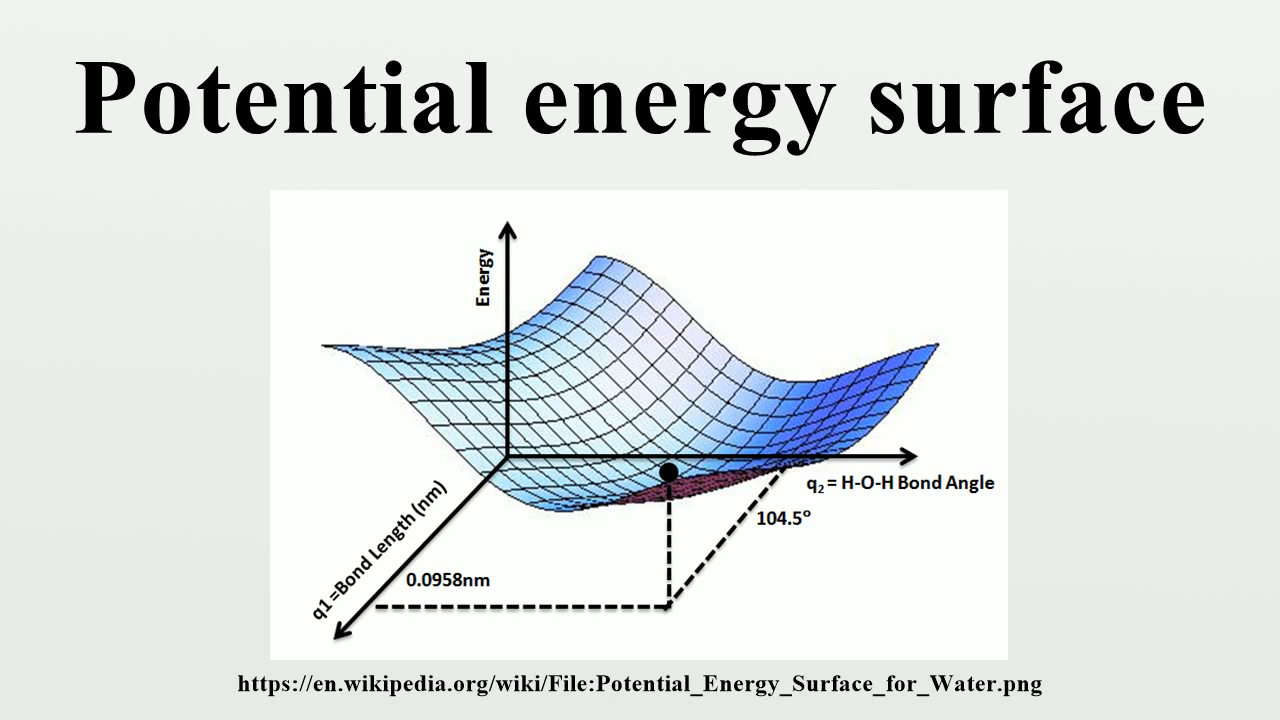 Potential energy surface
Energy
q₂ = H-O-H Bond Angle
104.5°
q1 =Bond Length (nm)
0.0958nm
https://en.wikipedia.org/wiki/File:Potential_Energy_Surface_for_Water.png